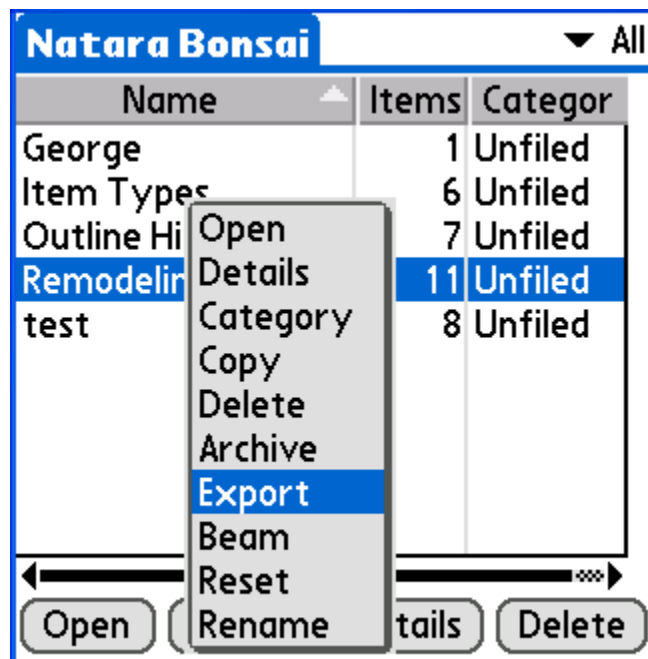 Natara Bonsai
All
Name Items Categor
George 1 Unfiled
Item Types 6 Unfiled
Outline Hi 7 Unfiled
Remodelin 11 Unfiled
test 8 Unfiled
Open
Details
Category
Copy
Delete
Archive
Export
Beam
Reset
Rename
Open tails Delete